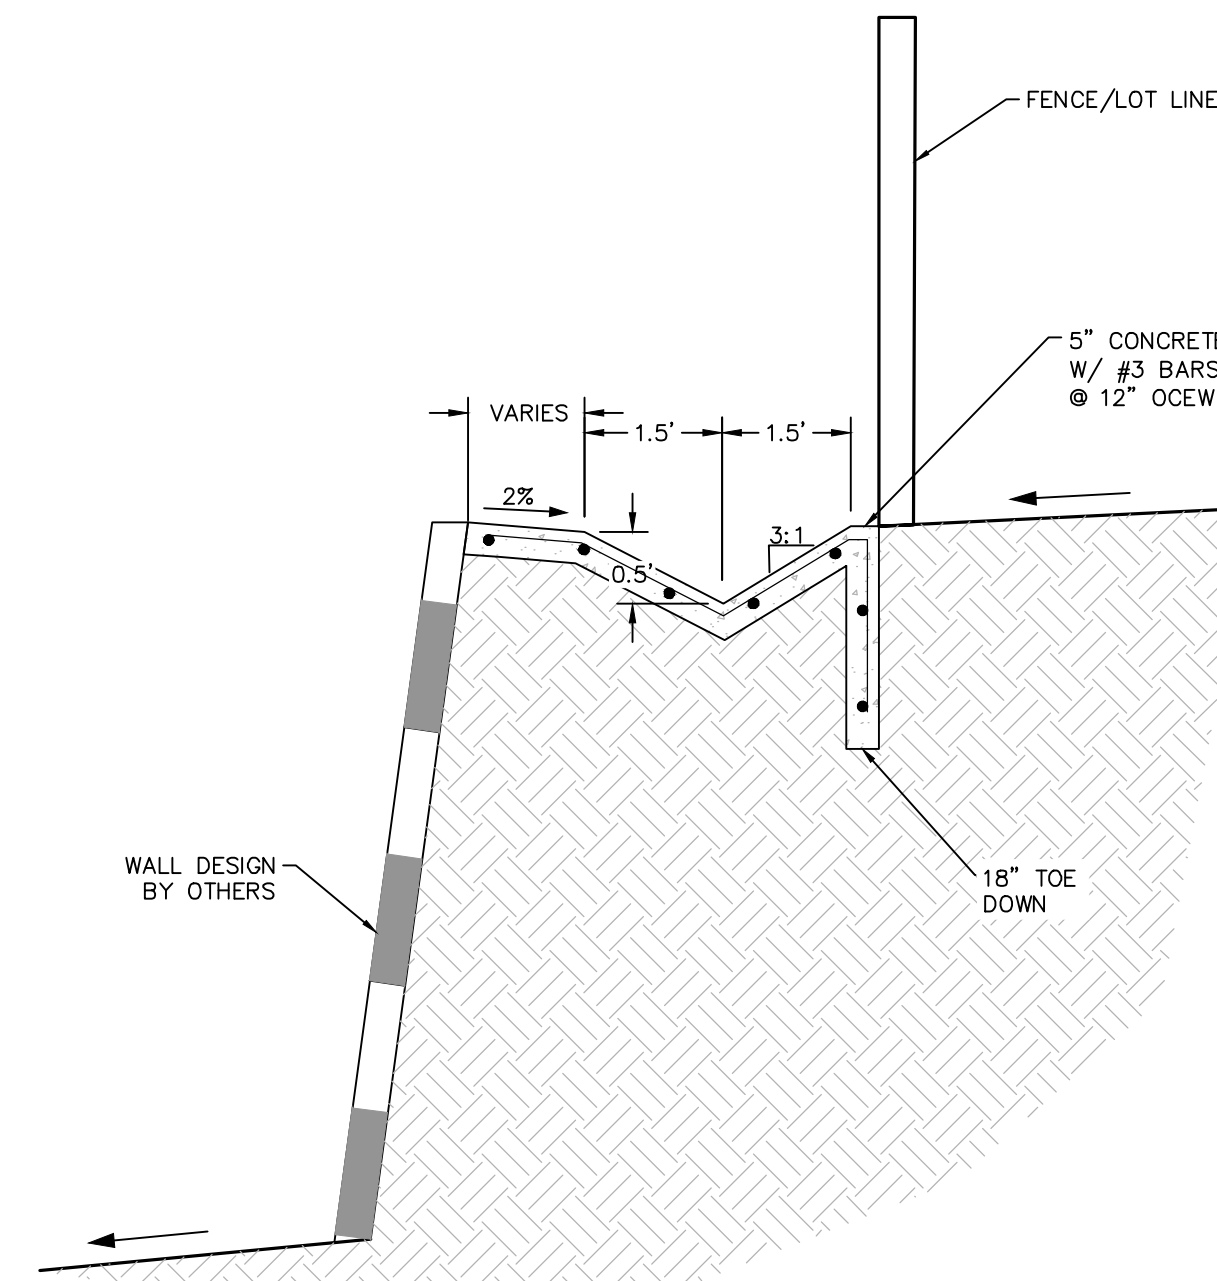 FENCE/LOT LINE
5" CONCRETE
W/ #3 BARS
@ 12" OCEW
VARIES
1.5'
1.5'
2%
3:1
0.5'
WALL DESIGN
BY OTHERS
18" TOE
DOWN